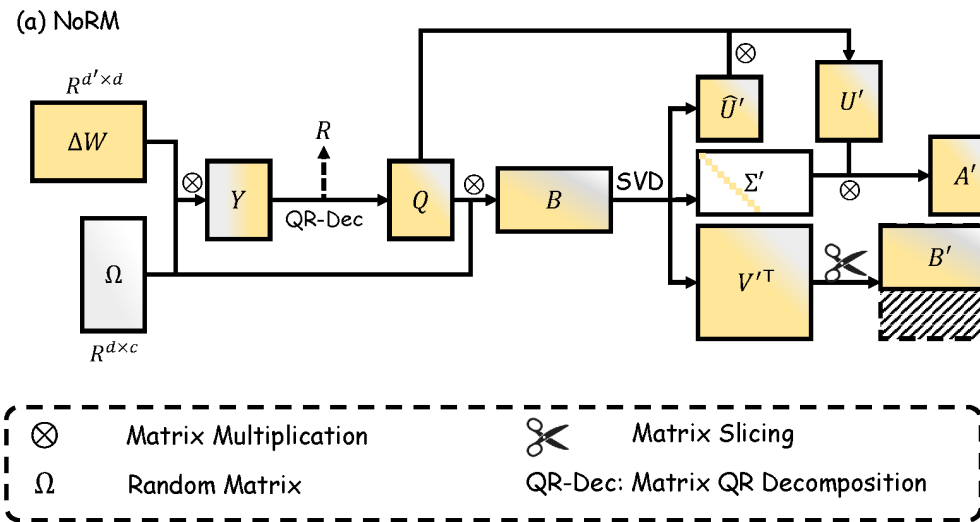 (a) NoRM
R^{d'×d}
ΔW
⊗
Y
R
QR-Dec
Q
⊗
B
SVD
Û'
⊗
U'
Σ'
⊗
A'
V'^⊤
B'
Ω
R^{d×c}
⊗ Matrix Multiplication
Matrix Slicing
Ω Random Matrix
QR-Dec: Matrix QR Decomposition